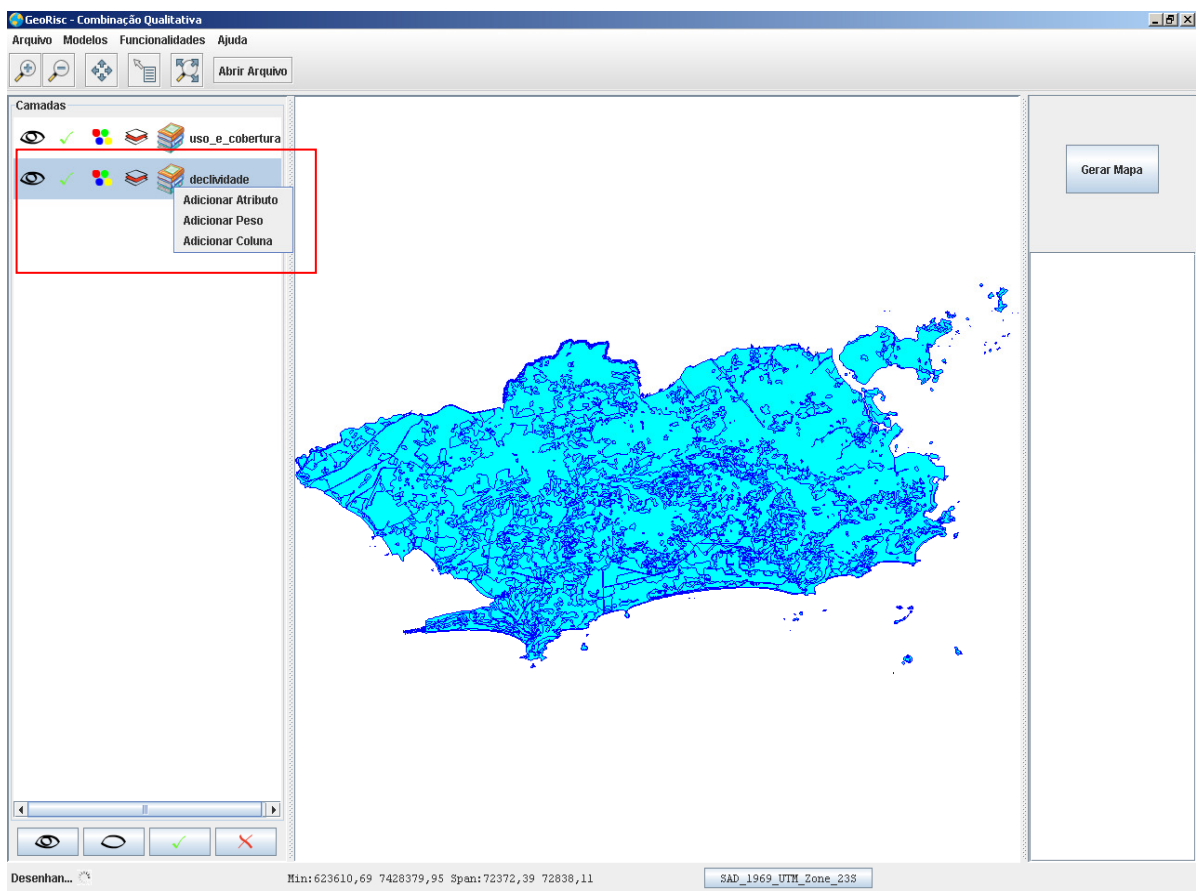 GeoRisc - Combinação Qualitativa
Arquivo Modelos Funcionalidades Ajuda
Abrir Arquivo
Camadas
uso_e_cobertura
declividade
Adicionar Atributo
Adicionar Peso
Adicionar Coluna
Gerar Mapa
Desenhan...
Min:623610,69 7428379,95 Span:72372,39 72838,11
SAD_1969_UTM_Zone_23S